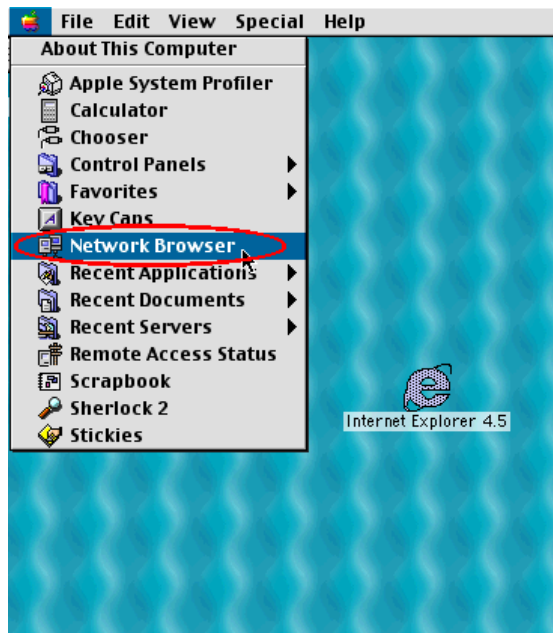 File Edit View Special Help
About This Computer
Apple System Profiler
Calculator
Chooser
Control Panels
Favorites
Key Caps
Network Browser
Recent Applications
Recent Documents
Recent Servers
Remote Access Status
Scrapbook
Sherlock 2
Stickies
Internet Explorer 4.5